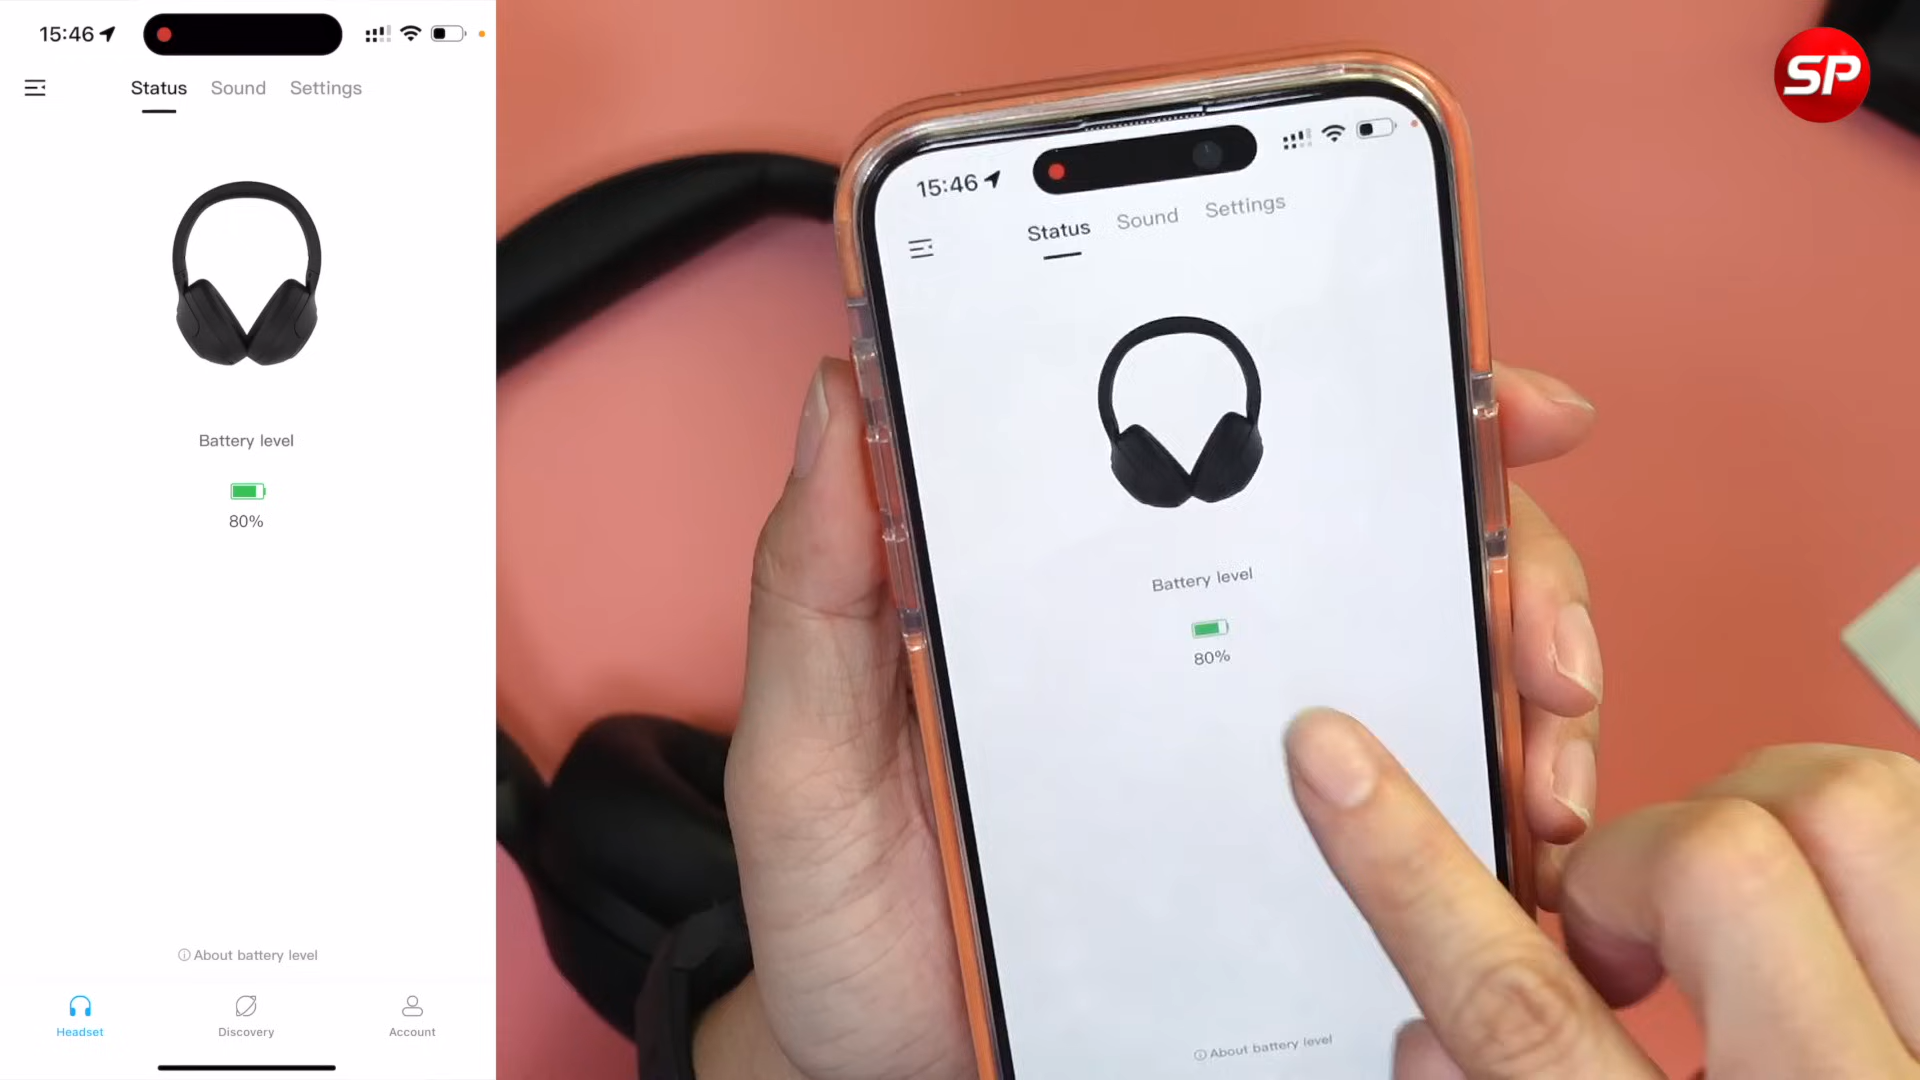 15:46
Status Sound Settings
Battery level
80%
About battery level
Headset Discovery Account
15:46
Status Sound Settings
Battery level
80%
About battery level
SP